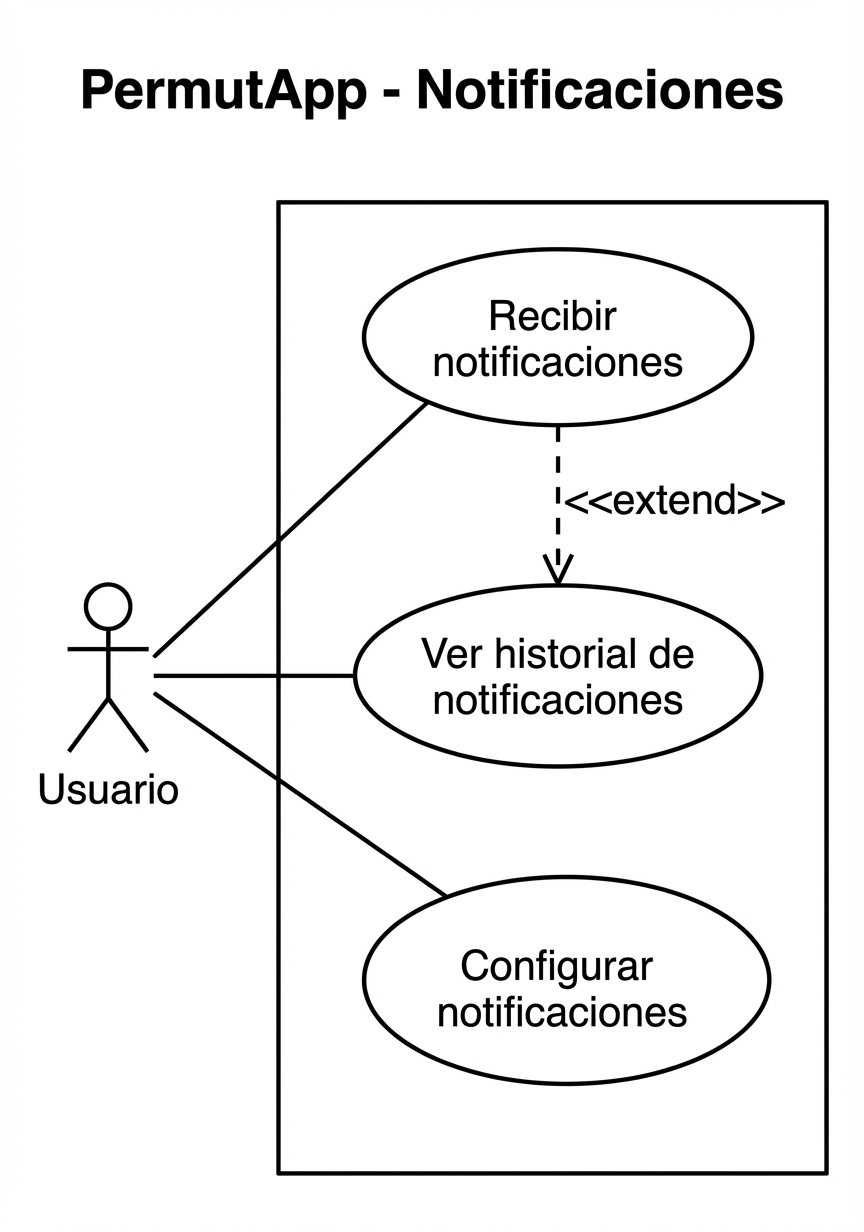 PermutApp - Notificaciones
Recibir
notificaciones
<<extend>>
Ver historial de
notificaciones
Usuario
Configurar
notificaciones